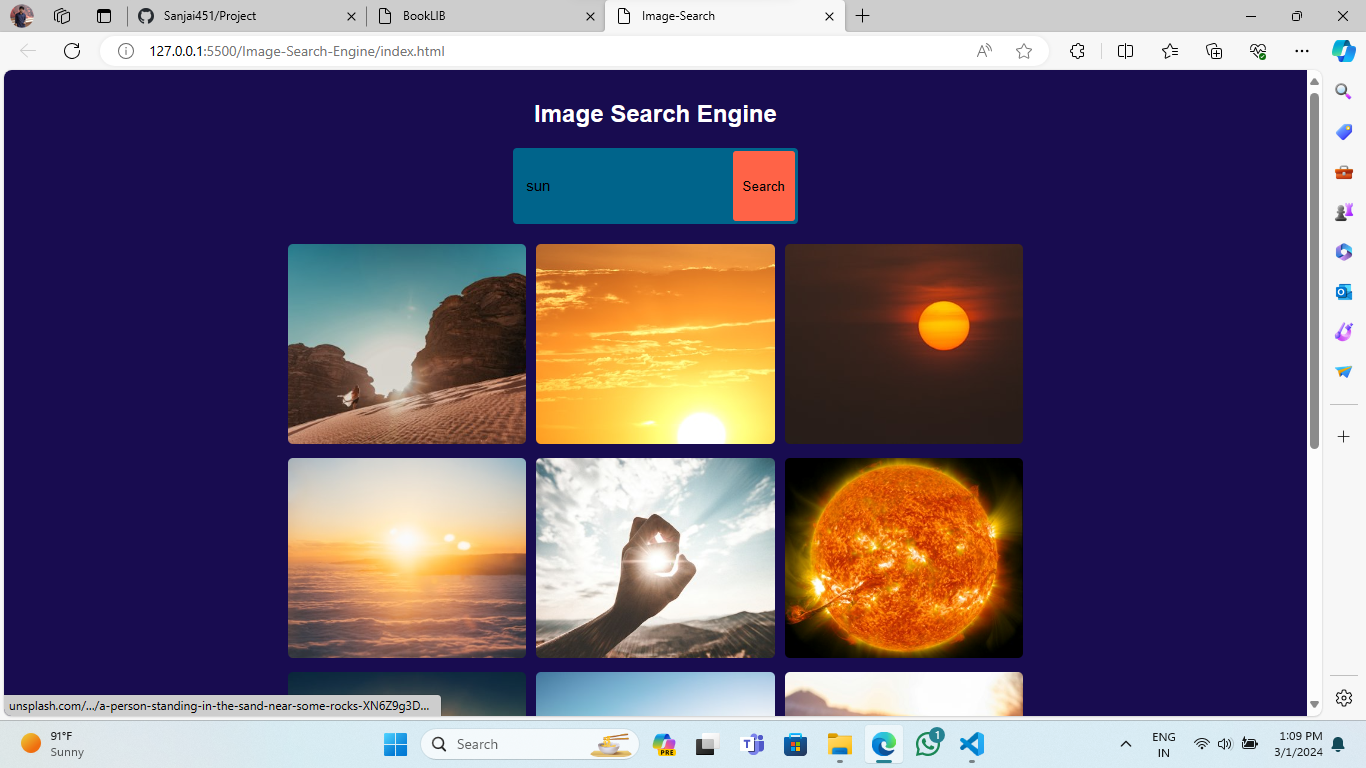 Sanjai451/Project
BookLIB
Image-Search
127.0.0.1:5500/Image-Search-Engine/index.html
Image Search Engine
sun
Search
unsplash.com/.../a-person-standing-in-the-sand-near-some-rocks-XN6Z9g3D...
91°F
Sunny
Search
PRE
1
ENG
IN
1:09 PM
3/1/2024